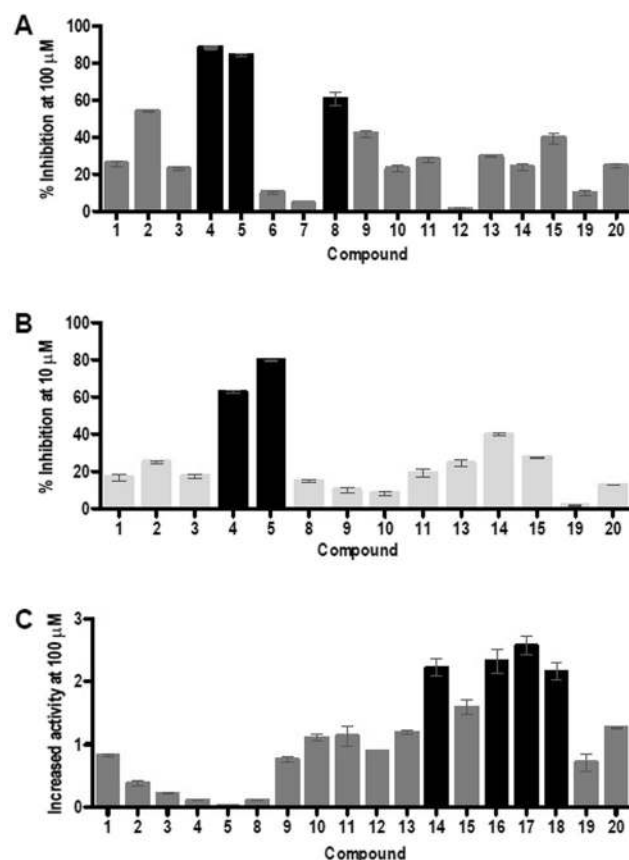 A
% Inhibition at 100 µM
100
80
60
40
20
0
1 2 3 4 5 6 7 8 9 10 11 12 13 14 15 19 20
Compound
B
% Inhibition at 10 µM
100
80
60
40
20
0
1 2 3 4 5 8 9 10 11 13 14 15 19 20
Compound
C
Increased activity at 100 µM
3
2
1
0
1 2 3 4 5 8 9 10 11 12 13 14 15 16 17 18 19 20
Compound